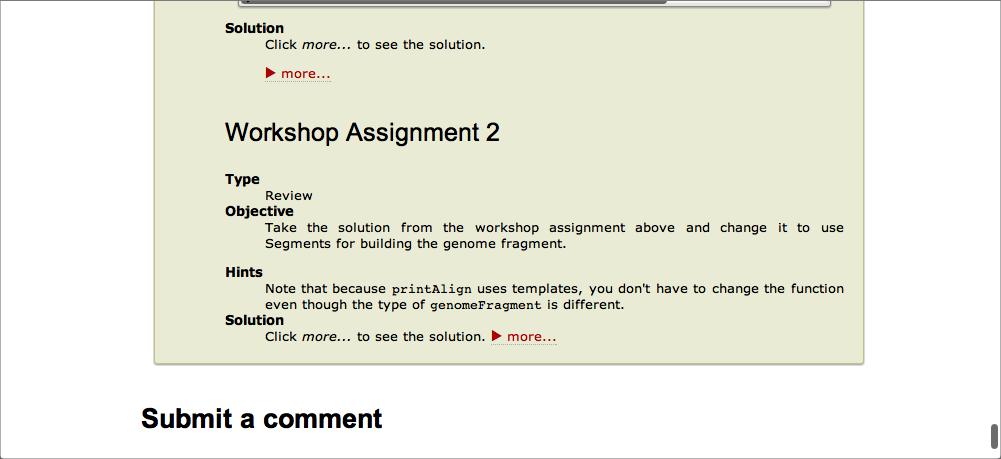 Solution
Click more... to see the solution.
▶ more...
Workshop Assignment 2
Type
Review
Objective
Take the solution from the workshop assignment above and change it to use
Segments for building the genome fragment.
Hints
Note that because printAlign uses templates, you don't have to change the function
even though the type of genomeFragment is different.
Solution
Click more... to see the solution. ▶ more...
Submit a comment